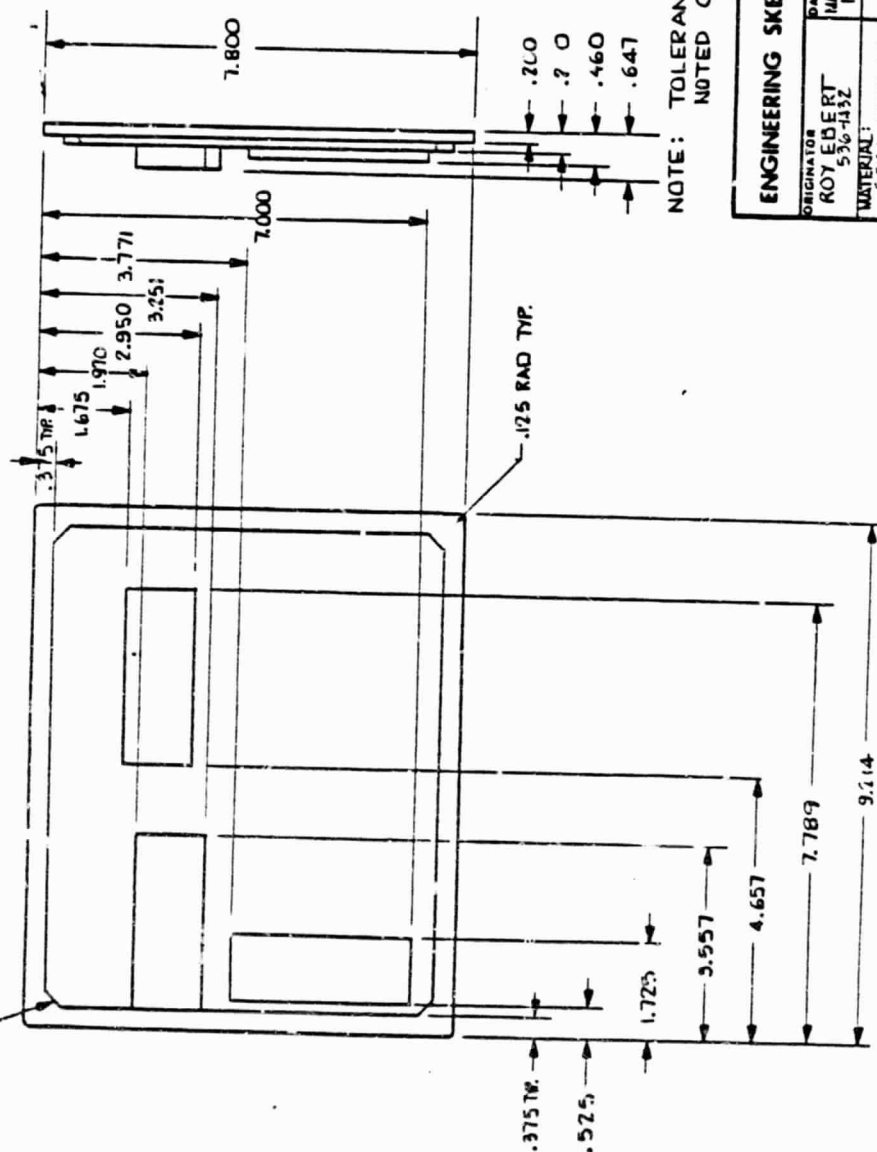 7.800
.200
.460
.647
7.000
3.771
3.251
2.950
1.970
1.675
.375 TYP.
.125 RAD TYP.
NOTE: TOLERAN
NOTED
ENGINEERING SKE
ORIGINATOR
ROY EBERT
MATERIAL:
.375 TYP.
.525
1.725
3.557
4.657
7.789